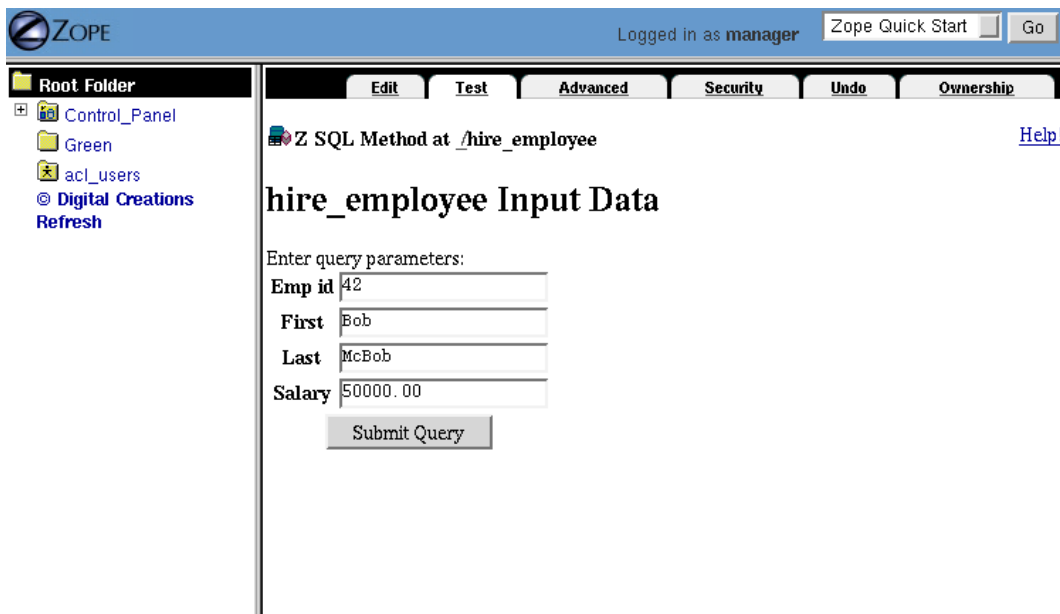 ZOPE
Logged in as manager
Zope Quick Start
Go
Root Folder
Control_Panel
Green
acl_users
© Digital Creations
Refresh
Edit Test Advanced Security Undo Ownership
Z SQL Method at /hire_employee
Help!
hire_employee Input Data
Enter query parameters:
Emp id 42
First Bob
Last McBob
Salary 50000.00
Submit Query